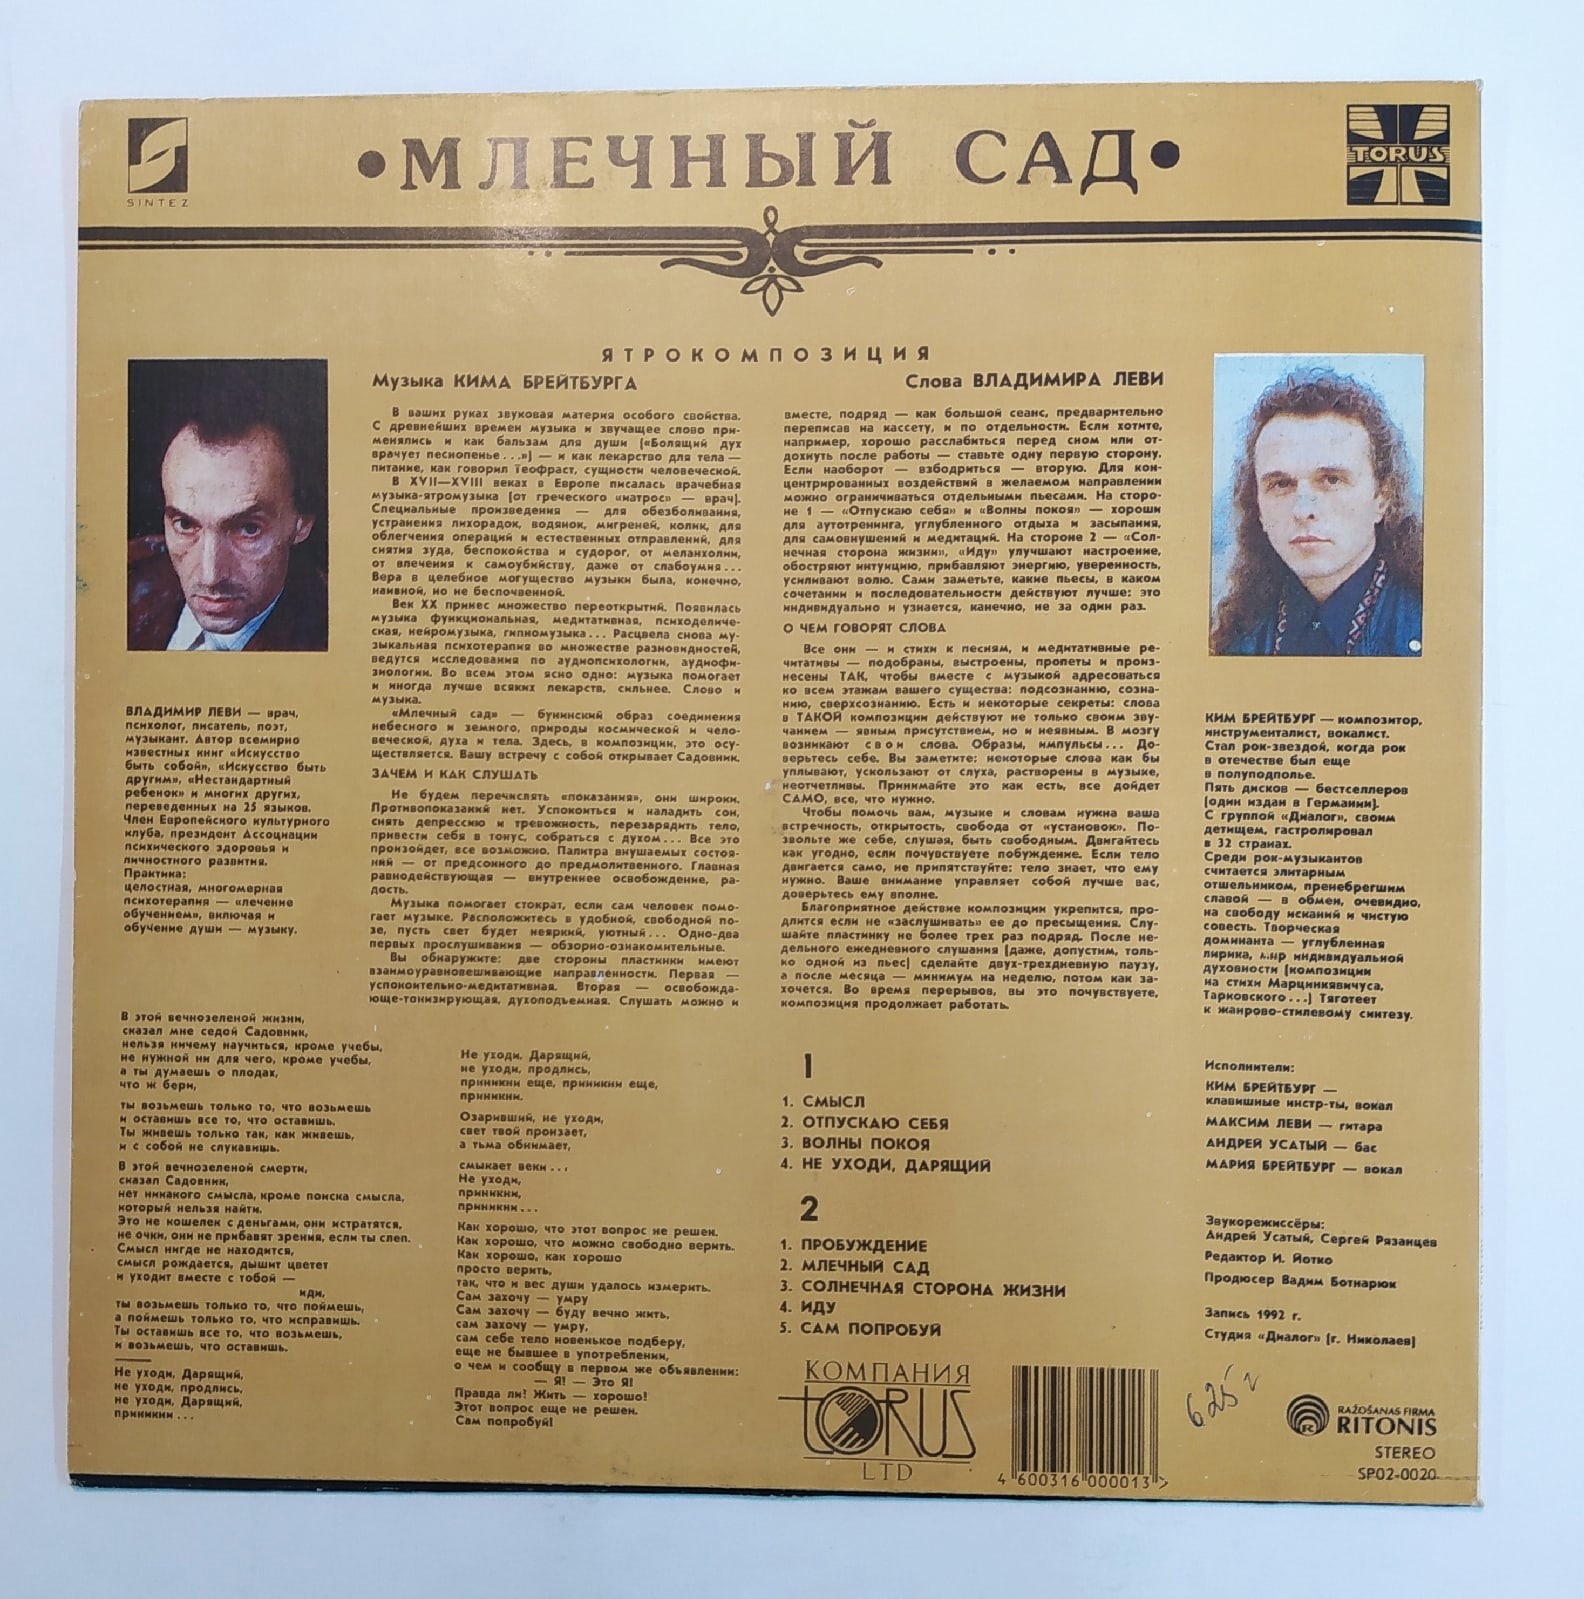 SINTEZ
•МЛЕЧНЫЙ САД•
TORUS
ЯТРОКОМПОЗИЦИЯ
Музыка КИМА БРЕЙТБУРГА
Слова ВЛАДИМИРА ЛЕВИ
ВЛАДИМИР ЛЕВИ — врач,
психолог, писатель, поэт,
музыкант. Автор всемирно
известных книг «Искусство
быть собой», «Искусство быть
другим», «Нестандартный
ребенок» и многих других,
переведенных на 25 языков.
Член Европейского культурного
клуба, президент Ассоциации
психического здоровья и
личностного развития.
Практика:
целостная, многомерная
психотерапия — «лечение
обучением», включая и
обучение души — музыку.
В ваших руках звуковая материя особого свойства.
С древнейших времен музыка и звучащее слово при-
менялись и как бальзам для души («Болящий дух
врачует песнопенье...») — и как лекарство для тела —
питание, как говорил Теофраст, сущности человеческой.
В XVII—XVIII веках в Европе писалась врачебная
музыка-ятромузыка (от греческого «иатрос» — врач).
Специальные произведения — для обезболивания,
устранения лихорадок, водянок, мигреней, колик, для
облегчения операций и естественных отправлений, для
снятия зуда, беспокойства и судорог, от меланхолии,
от влечения к самоубийству, даже от слабоумия...
Вера в целебное могущество музыки была, конечно,
наивной, но не беспочвенной.
Век XX принес множество переоткрытий. Появилась
музыка функциональная, медитативная, психоделиче-
ская, нейромузыка, гипномузыка... Расцвела снова му-
зыкальная психотерапия во множестве разновидностей,
ведутся исследования по аудиопсихологии, аудиофи-
зиологии. Во всем этом ясно одно: музыка помогает
и иногда лучше всяких лекарств, сильнее. Слово и
музыка.
«Млечный сад» — бунинский образ соединения
небесного и земного, природы космической и чело-
веческой, духа и тела. Здесь, в композиции, это осу-
ществляется. Вашу встречу с собой открывает Садовник.
ЗАЧЕМ И КАК СЛУШАТЬ
Не будем перечислять «показания», они широки.
Противопоказаний нет. Успокоиться и наладить сон,
снять депрессию и тревожность, перезарядить тело,
привести себя в тонус, собраться с духом... Все это
произойдет, все возможно. Палитра внушаемых состоя-
ний — от предсонного до предмолитвенного. Главная
равнодействующая — внутреннее освобождение, ра-
дость.
Музыка помогает стократ, если сам человек помо-
гает музыке. Расположитесь в удобной, свободной по-
зе, пусть свет будет неяркий, уютный... Одно-два
первых прослушивания — обзорно-ознакомительные.
Вы обнаружите: две стороны пластинки имеют
взаимоуравновешивающие направленности. Первая —
успокоительно-медитативная. Вторая — освобожда-
юще-тонизирующая, духоподъемная. Слушать можно и
вместе, подряд — как большой сеанс, предварительно
переписав на кассету, и по отдельности. Если хотите,
например, хорошо расслабиться перед сном или от-
дохнуть после работы — ставьте одну первую сторону.
Если наоборот — взбодриться — вторую. Для кон-
центрированных воздействий в желаемом направлении
можно ограничиваться отдельными пьесами. На сторо-
не 1 — «Отпускаю себя» и «Волны покоя» — хороши
для аутотренинга, углубленного отдыха и засыпания,
для самовнушений и медитаций. На стороне 2 — «Сол-
нечная сторона жизни», «Иду» улучшают настроение,
обостряют интуицию, прибавляют энергию, уверенность,
усиливают волю. Сами заметьте, какие пьесы, в каком
сочетании и последовательности действуют лучше: это
индивидуально и узнается, канечно, не за один раз.
О ЧЕМ ГОВОРЯТ СЛОВА
Все они — и стихи к песням, и медитативные ре-
читативы — подобраны, выстроены, пропеты и произ-
несены ТАК, чтобы вместе с музыкой адресоваться
ко всем этажам вашего существа: подсознанию, созна-
нию, сверхсознанию. Есть и некоторые секреты: слова
в ТАКОЙ композиции действуют не только своим зву-
чанием — явным присутствием, но и неявным. В мозгу
возникают свои слова. Образы, импульсы... До-
верьтесь себе. Вы заметите: некоторые слова как бы
уплывают, ускользают от слуха, растворены в музыке,
неотчетливы. Принимайте это как есть, все дойдет
САМО, все, что нужно.
Чтобы помочь вам, музыке и словам нужна ваша
встречность, открытость, свобода от «установок». По-
звольте же себе, слушая, быть свободным. Двигайтесь
как угодно, если почувствуете побуждение. Если тело
двигается само, не припятствуйте: тело знает, что ему
нужно. Ваше внимание управляет собой лучше вас,
доверьтесь ему вполне.
Благоприятное действие композиции укрепится, про-
длится если не «заслушивать» ее до пресыщения. Слу-
шайте пластинку не более трех раз подряд. После не-
дельного ежедневного слушания (даже, допустим, толь-
ко одной из пьес) сделайте двух-трехдневную паузу,
а после месяца — минимум на неделю, потом как за-
хочется. Во время перерывов, вы это почувствуете,
композиция продолжает работать.
КИМ БРЕЙТБУРГ — композитор,
инструменталист, вокалист.
Стал рок-звездой, когда рок
в отечестве был еще
в полуподполье.
Пять дисков — бестселлеров
(один издан в Германии).
С группой «Диалог», своим
детищем, гастролировал
в 32 странах.
Среди рок-музыкантов
считается элитарным
отшельником, пренебрегшим
славой — в обмен, очевидно,
на свободу исканий и чистую
совесть. Творческая
доминанта — углубленная
лирика, мир индивидуальной
духовности (композиции
на стихи Марцинкявичуса,
Тарковского...) Тяготеет
к жанрово-стилевому синтезу.
В этой вечнозеленой жизни,
сказал мне седой Садовник,
нельзя ничему научиться, кроме учебы,
не нужной ни для чего, кроме учебы,
а ты думаешь о плодах,
что ж бери,
ты возьмешь только то, что возьмешь
и оставишь все то, что оставишь.
Ты живешь только так, как живешь,
и с собой не слукавишь.
В этой вечнозеленой смерти,
сказал Садовник,
нет никакого смысла, кроме поиска смысла,
который нельзя найти.
Это не кошелек с деньгами, они истратятся,
не очки, они не прибавят зрения, если ты слеп.
Смысл нигде не находится,
смысл рождается, дышит цветет
и уходит вместе с тобой —
иди,
ты возьмешь только то, что поймешь,
а поймешь только то, что исправишь.
Ты оставишь все то, что возьмешь,
и возьмешь, что оставишь.
Не уходи, Дарящий,
не уходи, продлись,
не уходи, Дарящий,
приникни...
Не уходи, Дарящий,
не уходи, продлись,
приникни еще, приникни еще,
приникни.
Озаривший, не уходи,
свет твой пронзает,
а тьма обнимает,
смыкает веки...
Не уходи,
приникни,
приникни...
Как хорошо, что этот вопрос не решен.
Как хорошо, что можно свободно верить.
Как хорошо, как хорошо
просто верить,
так, что и вес души удалось измерить.
Сам захочу — умру
Сам захочу — буду вечно жить,
сам захочу — умру,
сам себе тело новенькое подберу,
еще не бывшее в употреблении,
о чем и сообщу в первом же объявлении:
— Я! — Это Я!
Правда ли? Жить — хорошо!
Этот вопрос еще не решен.
Сам попробуй!
1
1. СМЫСЛ
2. ОТПУСКАЮ СЕБЯ
3. ВОЛНЫ ПОКОЯ
4. НЕ УХОДИ, ДАРЯЩИЙ
2
1. ПРОБУЖДЕНИЕ
2. МЛЕЧНЫЙ САД
3. СОЛНЕЧНАЯ СТОРОНА ЖИЗНИ
4. ИДУ
5. САМ ПОПРОБУЙ
Исполнители:
КИМ БРЕЙТБУРГ —
клавишные инстр-ты, вокал
МАКСИМ ЛЕВИ — гитара
АНДРЕЙ УСАТЫЙ — бас
МАРИЯ БРЕЙТБУРГ — вокал
Звукорежиссёры:
Андрей Усатый, Сергей Рязанцев
Редактор И. Йотко
Продюсер Вадим Ботнарюк
Запись 1992 г.
Студия «Диалог» (г. Николаев)
КОМПАНИЯ
TORUS
LTD
4 600316 000013 >
RAŽOŠANAS FIRMA
RITONIS
STEREO
SP02-0020